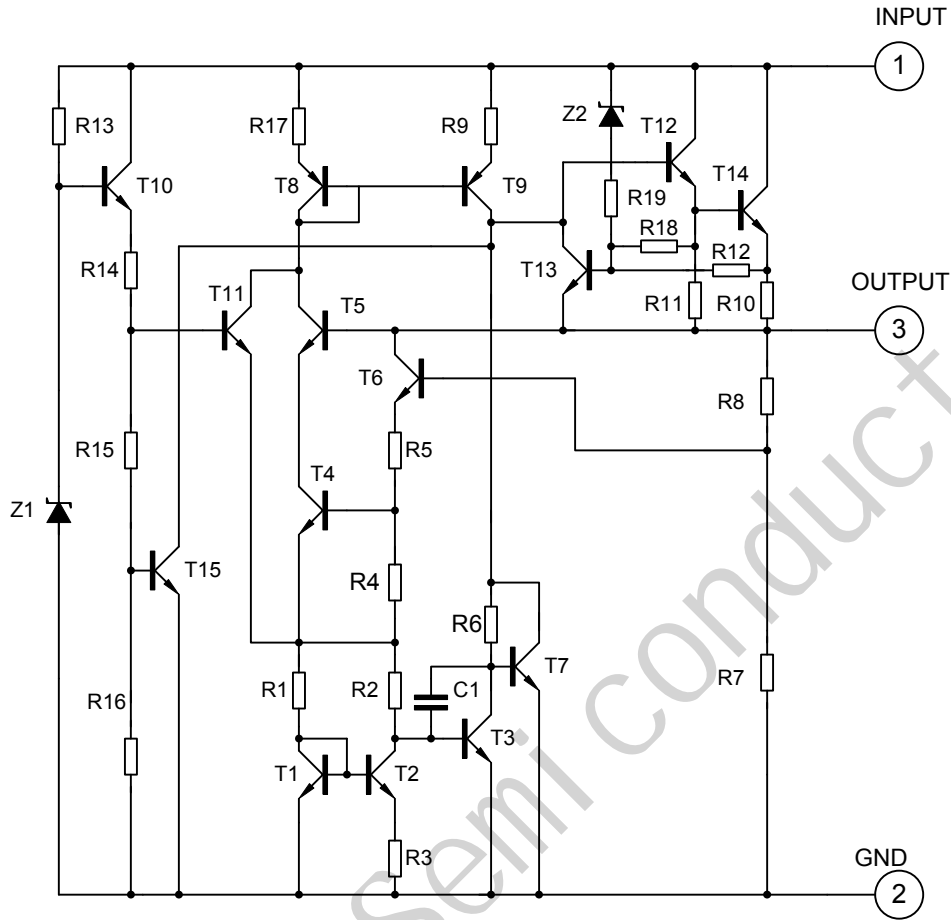 INPUT
1
R13
R17
R9
Z2
T12
T10
T8
T9
T14
R19
R18
R12
R14
T13
T11
T5
R11
R10
OUTPUT
3
T6
R8
R15
R5
T4
Z1
T15
R4
R6
T7
R7
R1
R2
C1
R16
T3
T1
T2
R3
GND
2
Semi conduct